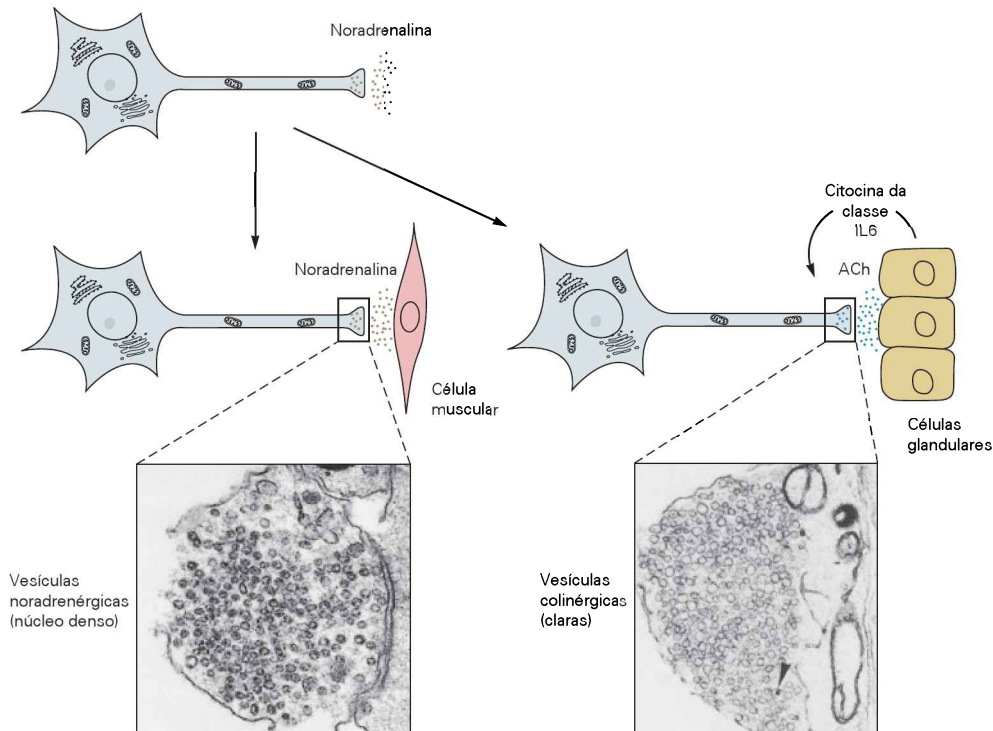 Noradrenalina
Citocina da
classe
IL6
Noradrenalina
ACh
Célula
muscular
Células
glandulares
Vesículas
noradrenérgicas
(núcleo denso)
Vesículas
colinérgicas
(claras)